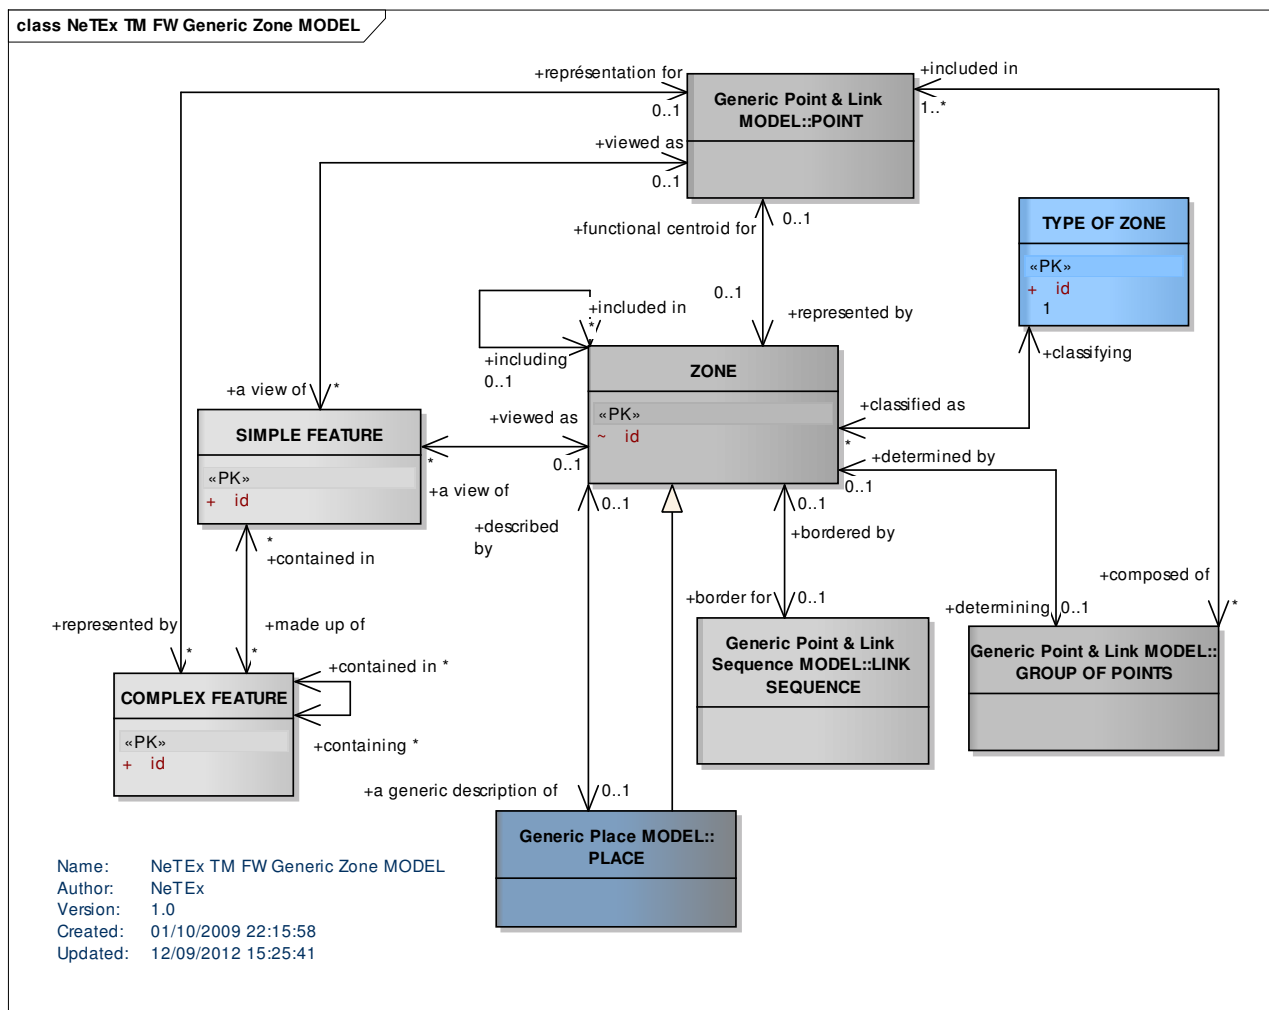 class NeTEx TM FW Generic Zone MODEL
+représentation for
0..1
+included in
1..*
Generic Point & Link
MODEL::POINT
+viewed as
0..1
+functional centroid for
0..1
TYPE OF ZONE
«PK»
+ id
1
+classifying
0..1
+represented by
+included in
*
+including
0..1
ZONE
«PK»
~ id
+a view of
*
+viewed as
0..1
+classified as
*
SIMPLE FEATURE
«PK»
+ id
*
+a view of
+determined by
0..1
+described
by
0..1
0..1
+bordered by
*
+contained in
+composed of
*
+border for
0..1
+determining
0..1
+represented by
*
+made up of
*
Generic Point & Link
Sequence MODEL::LINK
SEQUENCE
Generic Point & Link MODEL::
GROUP OF POINTS
+contained in *
COMPLEX FEATURE
«PK»
+ id
+containing *
+a generic description of
0..1
Generic Place MODEL::
PLACE
Name: NeTEx TM FW Generic Zone MODEL
Author: NeTEx
Version: 1.0
Created: 01/10/2009 22:15:58
Updated: 12/09/2012 15:25:41